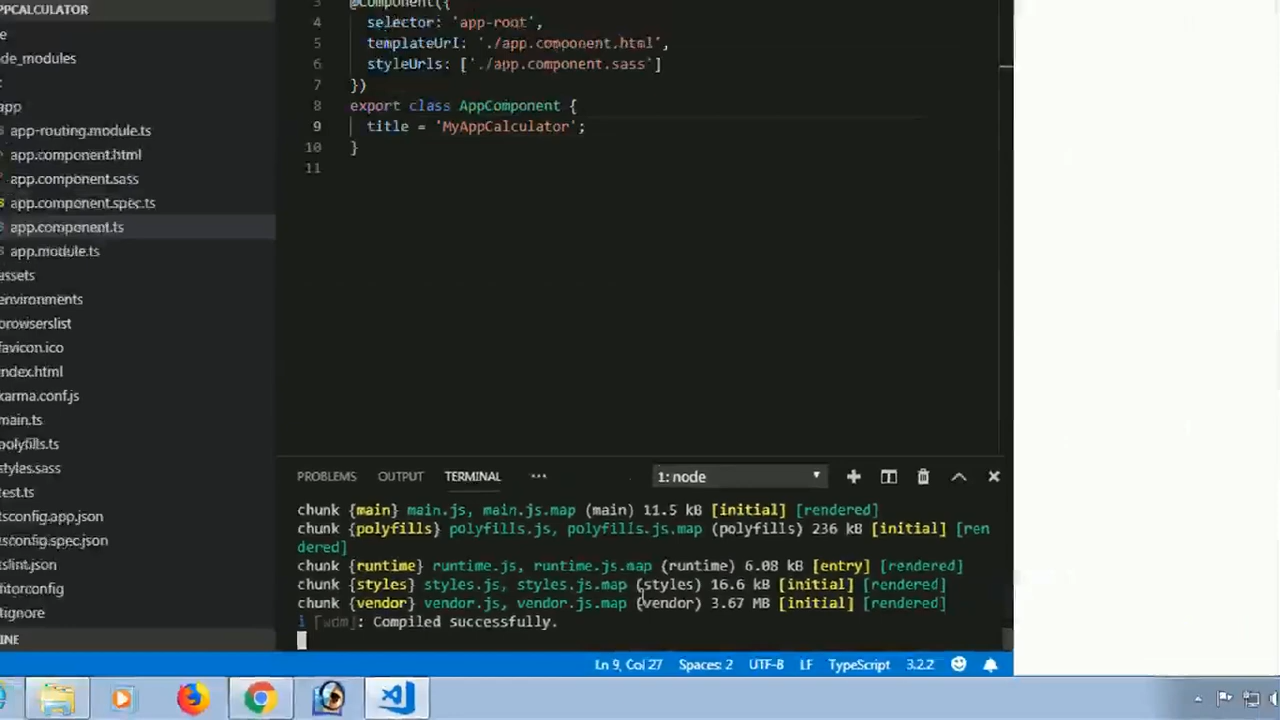 PPCALCULATOR
e
de_modules
app
app-routing.module.ts
app.component.html
app.component.sass
app.component.spec.ts
app.component.ts
app.module.ts
assets
environments
browserslist
favicon.ico
index.html
karma.conf.js
main.ts
polyfills.ts
styles.sass
test.ts
tsconfig.app.json
tsconfig.spec.json
tslint.json
ditorconfig
itignore
INE
3 @Component({
4 selector: 'app-root',
5 templateUrl: './app.component.html',
6 styleUrls: ['./app.component.sass']
7 })
8 export class AppComponent {
9 title = 'MyAppCalculator';
10 }
11
PROBLEMS OUTPUT TERMINAL ··· 1: node
chunk {main} main.js, main.js.map (main) 11.5 kB [initial] [rendered]
chunk {polyfills} polyfills.js, polyfills.js.map (polyfills) 236 kB [initial] [ren
dered]
chunk {runtime} runtime.js, runtime.js.map (runtime) 6.08 kB [entry] [rendered]
chunk {styles} styles.js, styles.js.map (styles) 16.6 kB [initial] [rendered]
chunk {vendor} vendor.js, vendor.js.map (vendor) 3.67 MB [initial] [rendered]
i ｢wdm｣: Compiled successfully.
Ln 9, Col 27 Spaces: 2 UTF-8 LF TypeScript 3.2.2